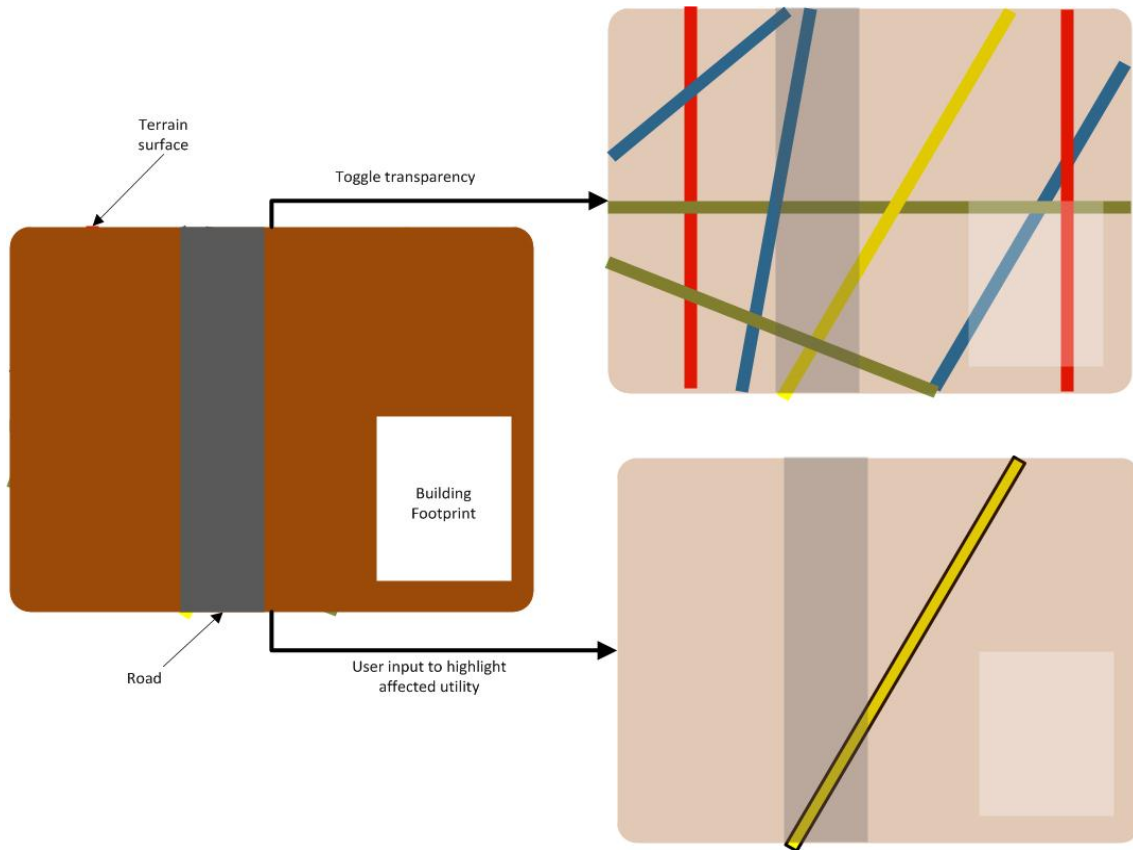 Terrain
surface
Toggle transparency
Building
Footprint
Road
User input to highlight
affected utility